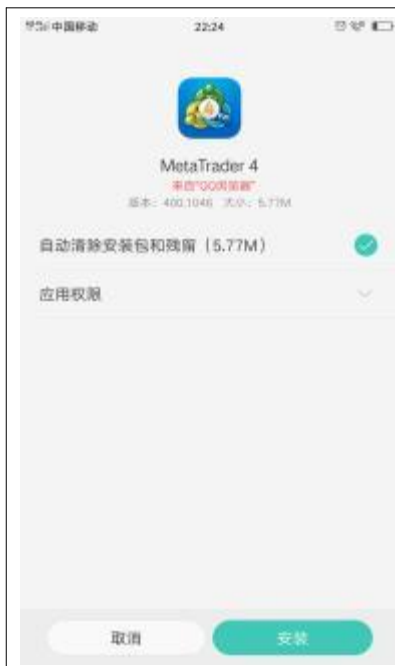 中国移动 22:24
MetaTrader 4
来自"QQ浏览器"
版本：400.1046 大小：5.77M
自动清除安装包和残留（5.77M）
应用权限
取消 安装